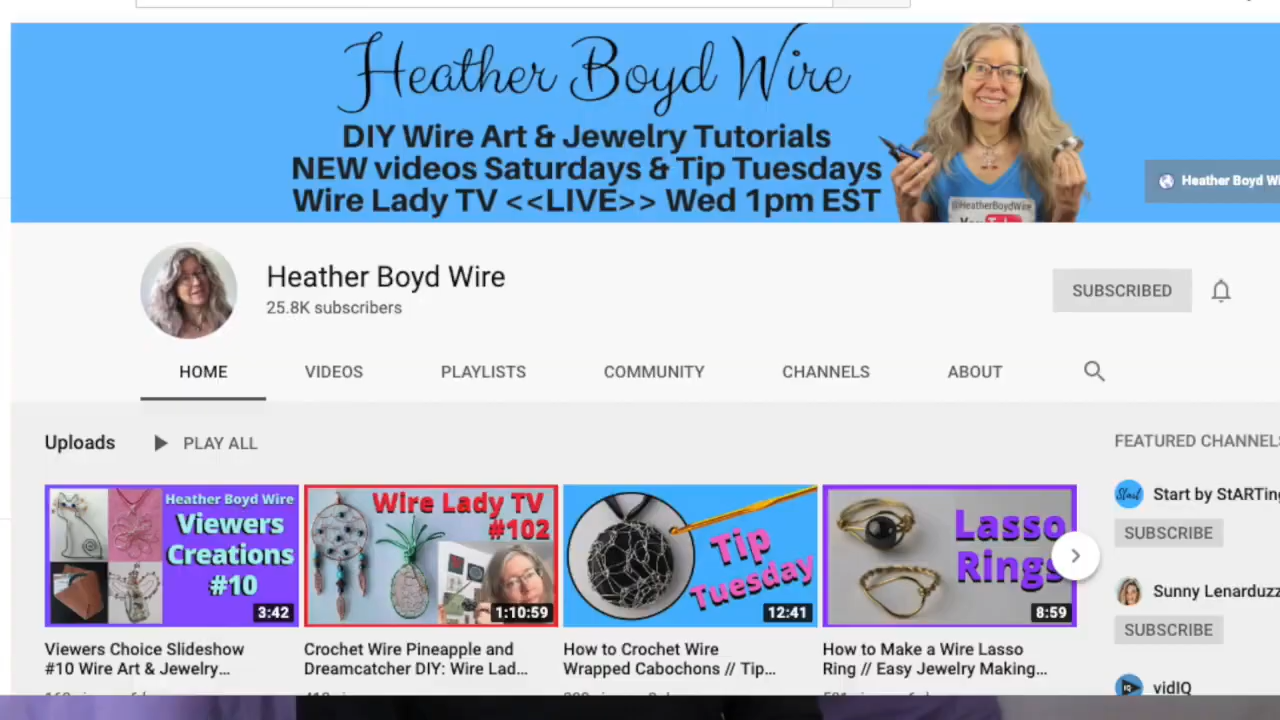 Heather Boyd Wire
DIY Wire Art & Jewelry Tutorials
NEW videos Saturdays & Tip Tuesdays
Wire Lady TV <<LIVE>> Wed 1pm EST
@HeatherBoydWire
Heather Boyd
Heather Boyd Wire
25.8K subscribers
SUBSCRIBED
HOME VIDEOS PLAYLISTS COMMUNITY CHANNELS ABOUT
Uploads PLAY ALL
FEATURED
Heather Boyd Wire
Viewers
Creations
#10
3:42
Wire Lady TV
#102
1:10:59
Tip
Tuesday
12:41
Lasso
Rings
8:59
Viewers Choice Slideshow
#10 Wire Art & Jewelry...
Crochet Wire Pineapple and
Dreamcatcher DIY: Wire Lad...
How to Crochet Wire
Wrapped Cabochons // Tip...
How to Make a Wire Lasso
Ring // Easy Jewelry Making...
Start by
SUBSCRIBE
Sunny
SUBSCRIBE
vidIQ